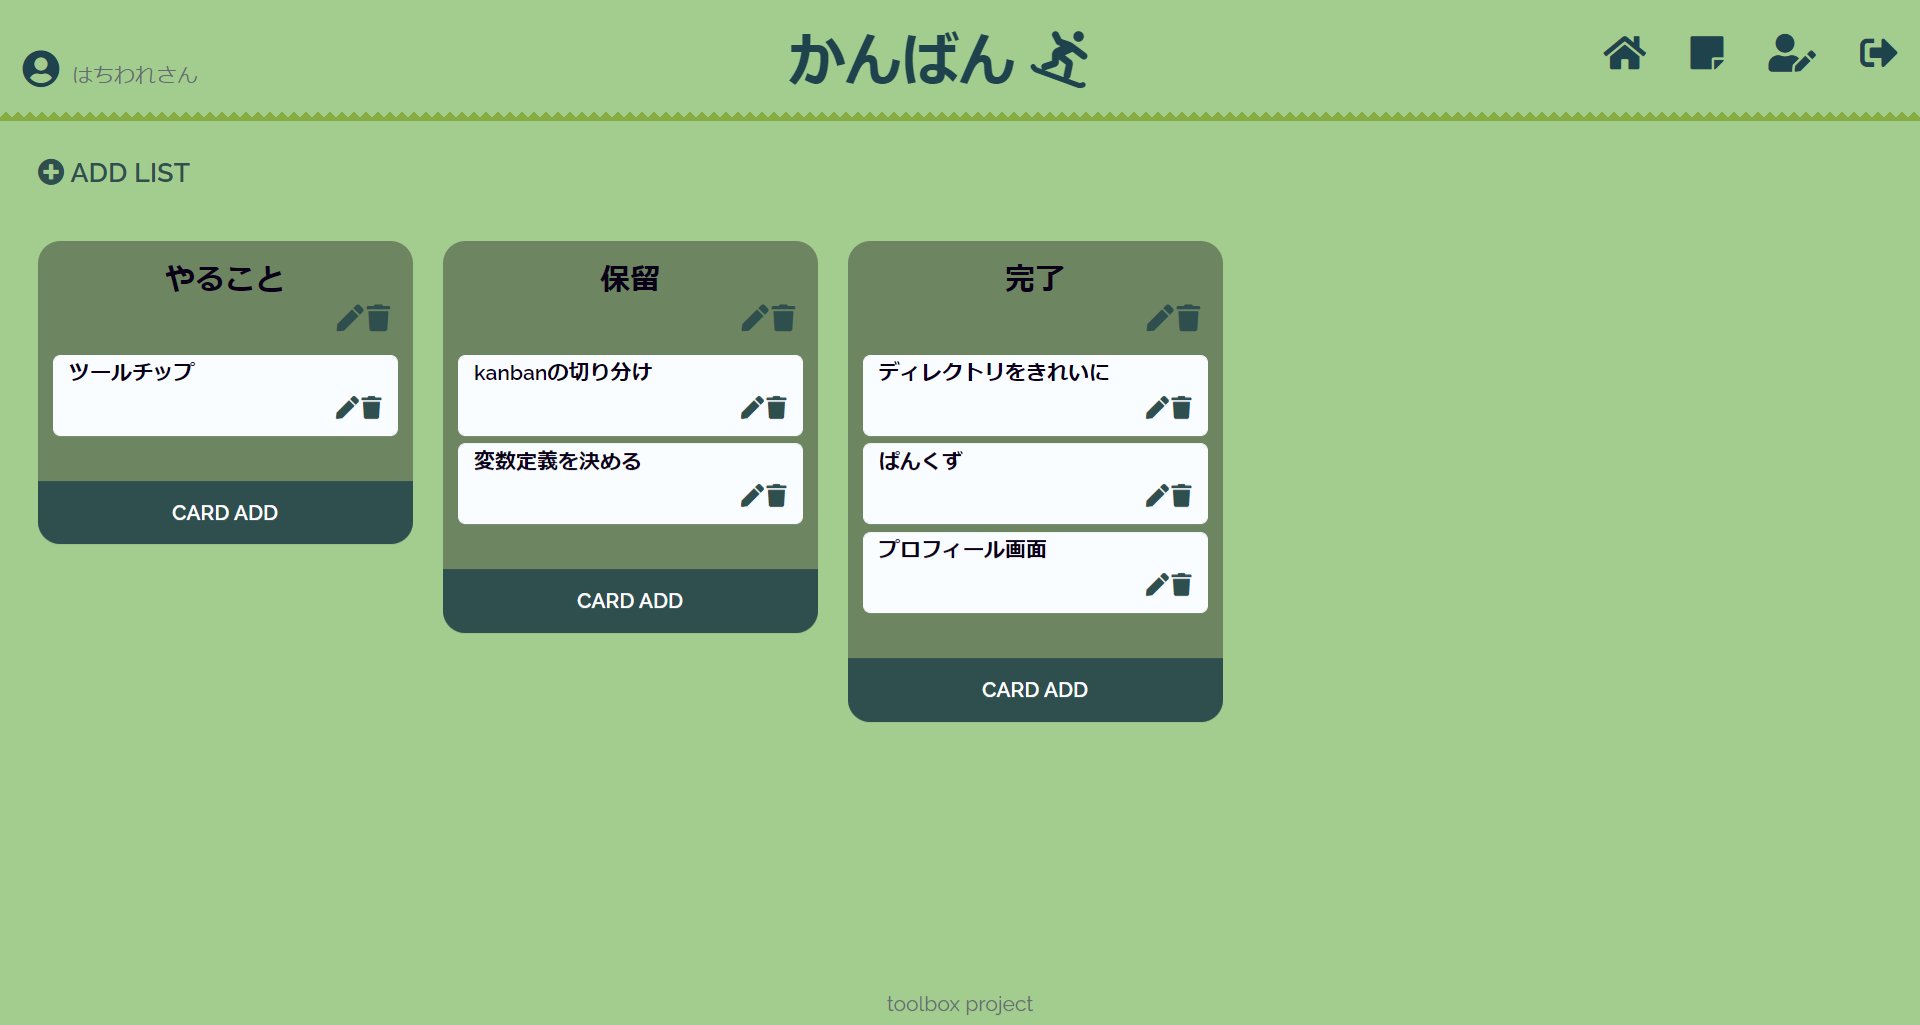 はちわれさん
かんばん
ADD LIST
やること
ツールチップ
CARD ADD
保留
kanbanの切り分け
変数定義を決める
CARD ADD
完了
ディレクトリをきれいに
ぱんくず
プロフィール画面
CARD ADD
toolbox project